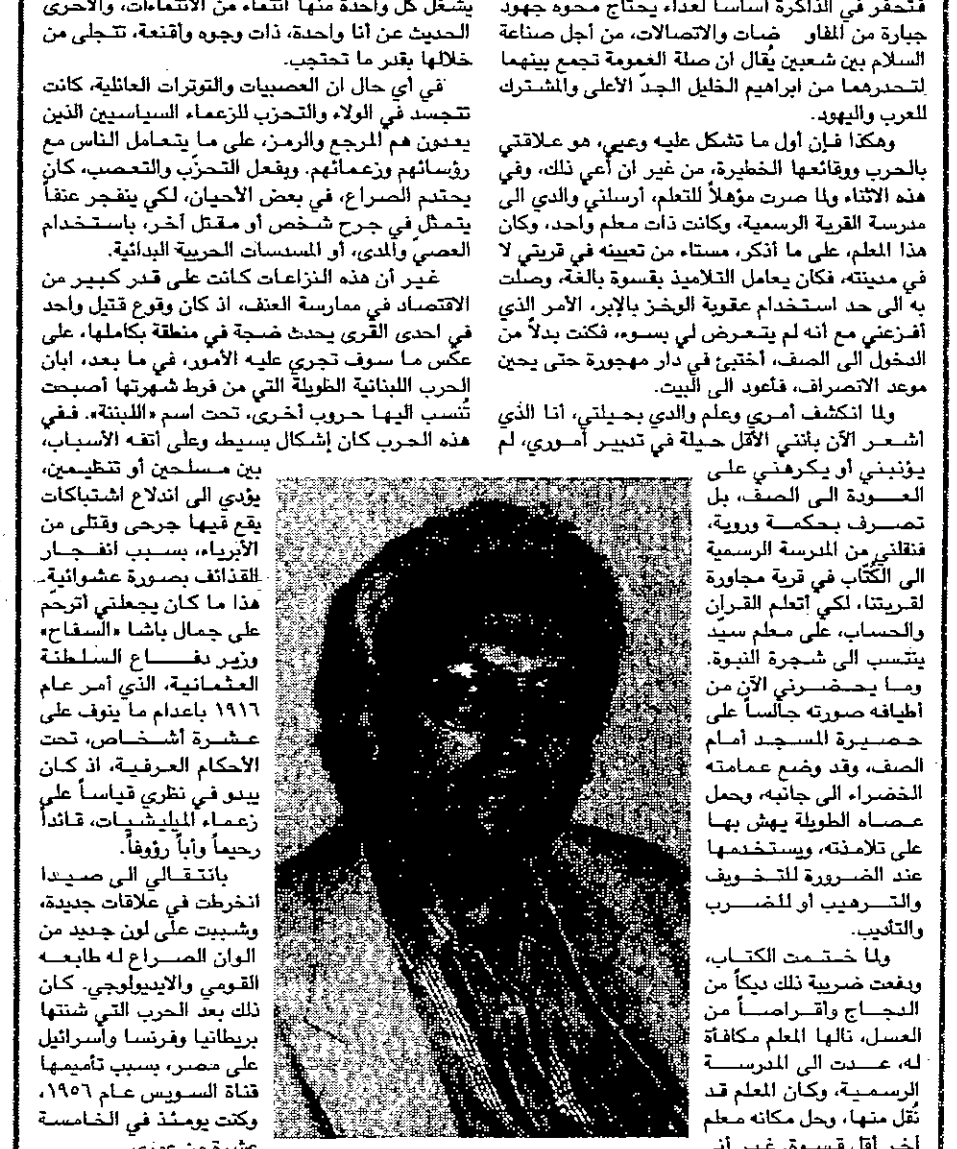 فتحفر في الذاكرة أساساً لعداء يحتاج محوه جهود
جبارة من المفاو ضات والاتصالات، من أجل صناعة
السلام بين شعبين يُقال ان صلة العمومة تجمع بينهما
لتحدرهما من ابراهيم الخليل الجدّ الأعلى والمشترك
للعرب واليهود.
وهكذا فإن أول ما تشكل عليه وعيي، هو علاقتي
بالحرب ووقائعها الخطيرة، من غير ان أعي ذلك، وفي
هذه الاثناء ولما صرت مؤهلاً للتعلم، أرسلني والدي الى
مدرسة القرية الرسمية، وكانت ذات معلم واحد، وكان
هذا المعلم، على ما أذكر، مستاء من تعيينه في قريتي لا
في مدينته، فكان يعامل التلاميذ بقسوة بالغة، وصلت
به الى حد استخدام عقوبة الوخز بالإبر، الأمر الذي
أفزعني مع أنه لم يتعرض لي بسوء، فكنت بدلاً من
الدخول الى الصف، أختبئ في دار مهجورة حتى يحين
موعد الانصراف، فأعود الى البيت.
ولما انكشف أمري وعلم والدي بحيلتي، أنا الذي
أشعر الآن بأنني الأقل حيلة في تدبير أموري، لم
يؤنبني أو يكرهني على
العودة الى الصف، بل
تصرف بحكمة وروية،
فنقلني من المدرسة الرسمية
الى الكُتّاب في قرية مجاورة
لقريتنا، لكي أتعلم القرآن
والحساب، على معلم سيّد
ينتسب الى شجرة النبوة.
وما يحضرني الآن من
أطيافه صورته جالساً على
حصيرة المسجد أمام
الصف، وقد وضع عمامته
الخضراء الى جانبه، وحمل
عصاه الطويلة يهش بها
على تلامذته، ويستخدمها
عند الضرورة للتخويف
والترهيب أو للضرب
والتأديب.
ولما ختمت الكتاب،
ودفعت ضريبة ذلك ديكاً من
الدجاج وأقراصاً من
العسل، نالها المعلم مكافأة
له، عدت الى المدرسة
الرسمية، وكان المعلم قد
نُقل منها، وحل مكانه معلم
آخر أقل قسوة. غير أني
يشغل كل واحدة منها انتماء من الانتماءات، والأخرى
الحديث عن أنا واحدة، ذات وجوه وأقنعة، تتجلى من
خلالها بقدر ما تحتجب.
في أي حال ان العصبيات والتوترات العائلية، كانت
تتجسد في الولاء والتحزب للزعماء السياسيين الذين
يعدون هم المرجع والرمز، على ما يتعامل الناس مع
رؤسائهم وزعمائهم. وبفعل التحزّب والتعصب، كان
يحتدم الصراع، في بعض الأحيان، لكي ينفجر عنفاً
يتمثل في جرح شخص أو مقتل آخر، باستخدام
العصيّ والمدى، أو المسدسات الحربية البدائية.
غير أن هذه النزاعات كانت على قدر كبير من
الاقتصاد في ممارسة العنف، اذ كان وقوع قتيل واحد
في احدى القرى يحدث ضجة في منطقة بكاملها، على
عكس ما سوف تجري عليه الأمور، في ما بعد، ابان
الحرب اللبنانية الطويلة التي من فرط شهرتها أصبحت
تُنسب اليها حروب أخرى، تحت اسم «اللبننة». ففي
هذه الحرب كان إشكال بسيط، وعلى أتفه الأسباب،
بين مسلحين أو تنظيمين،
يؤدي الى اندلاع اشتباكات
يقع فيها جرحى وقتلى من
الأبرياء، بسبب انفجار
القذائف بصورة عشوائية.
هذا ما كان يجعلني أترحّم
على جمال باشا «السفاح»
وزير دفاع السلطنة
العثمانية، الذي أمر عام
١٩١٦ باعدام ما ينوف على
عشرة أشخاص، تحت
الأحكام العرفية، اذ كان
يبدو في نظري قياساً على
زعماء الميليشيات، قائداً
رحيماً وأباً رؤوفاً.
بانتقالي الى صيدا
انخرطت في علاقات جديدة،
وشببت على لون جديد من
الوان الصراع له طابعه
القومي والايديولوجي. كان
ذلك بعد الحرب التي شنتها
بريطانيا وفرنسا وأسرائيل
على مصر، بسبب تأميمها
قناة السويس عام ١٩٥٦،
وكنت يومئذ في الخامسة
عشرة من عمري